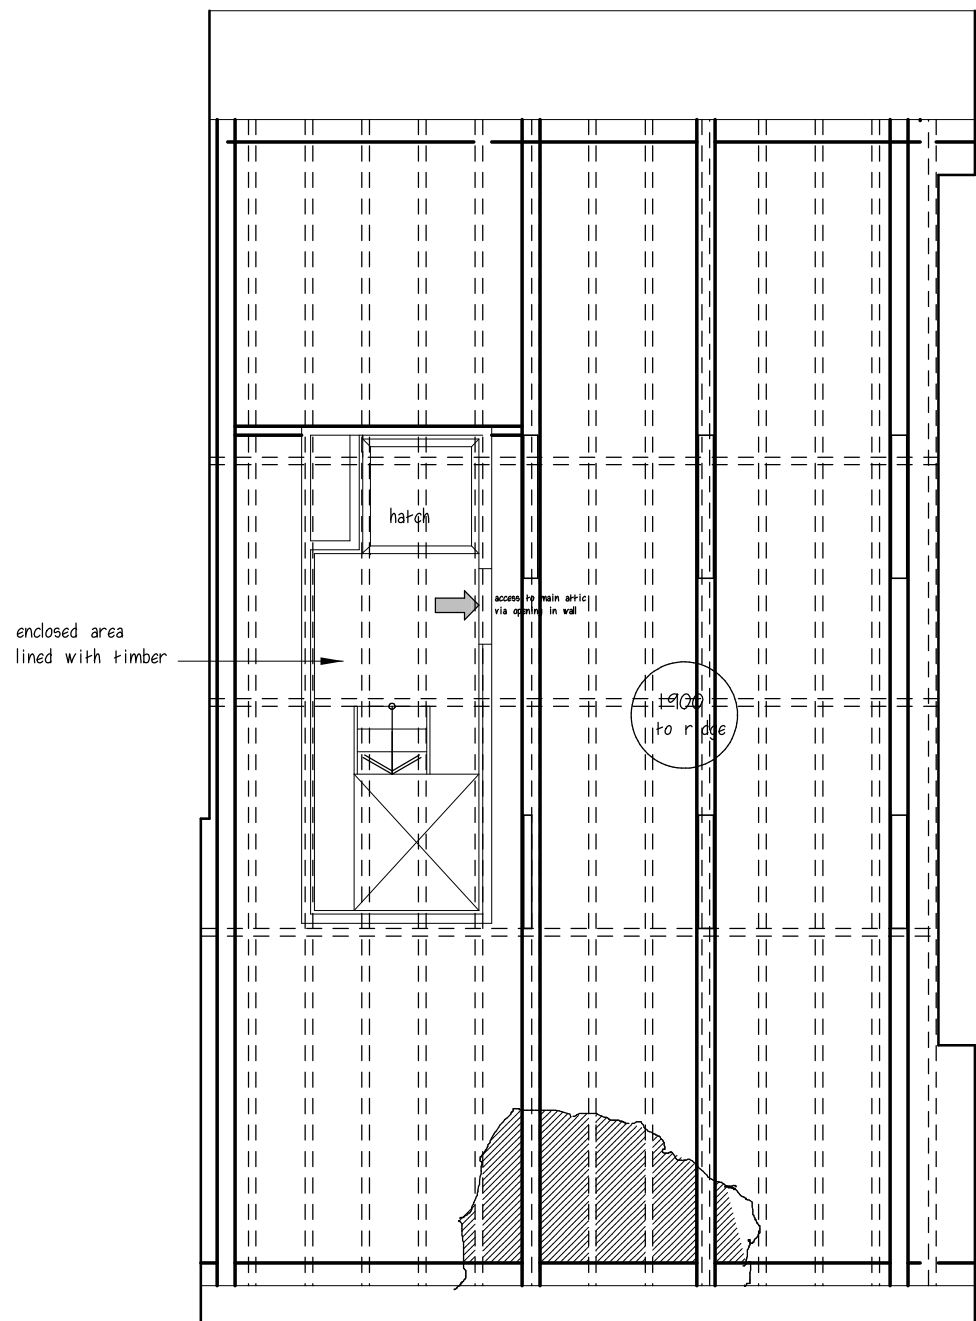 hatch
access to main attic
via opening in wall
enclosed area
lined with timber
1900
to ridge